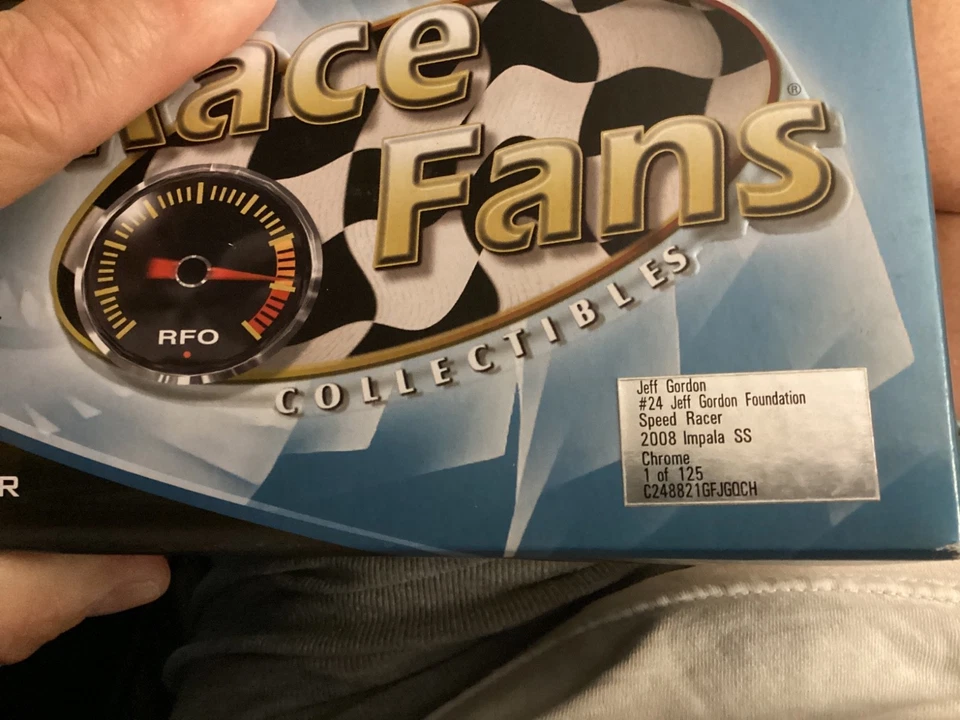 Race
Fans®
COLLECTIBLES
RFO
R
Jeff Gordon
#24 Jeff Gordon Foundation
Speed Racer
2008 Impala SS
Chrome
1 of 125
C248821GFJGQCH